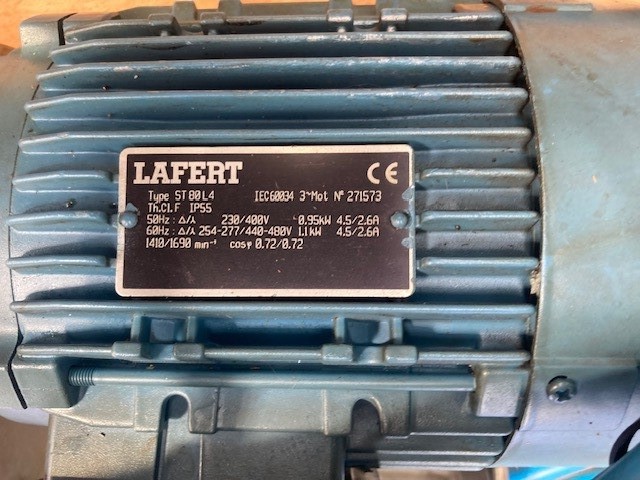 LAFERT CE
Type ST 80 L4 IEC60034 3~Mot Nº 271573
Th.Cl.F IP55
50Hz: Δ/⅄ 230/400V 0.95kW 4.5/2.6A
60Hz: Δ/⅄ 254-277/440-480V 1.1kW 4.5/2.6A
1410/1690 min⁻¹ cosφ 0.72/0.72